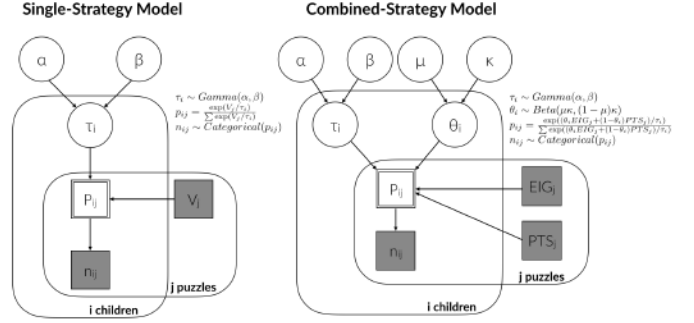 Single-Strategy Model
α
β
τᵢ ~ Gamma(α, β)
pᵢⱼ = exp(Vⱼ/τᵢ) / ∑ exp(Vⱼ/τᵢ)
nᵢⱼ ~ Categorical(pᵢⱼ)
τᵢ
Pᵢⱼ
Vⱼ
nᵢⱼ
j puzzles
i children
Combined-Strategy Model
α
β
μ
κ
τᵢ ~ Gamma(α, β)
θᵢ ~ Beta(μκ, (1 − μ)κ)
pᵢⱼ = exp((θᵢEIGⱼ+(1−θᵢ)PTSⱼ)/τᵢ) / ∑ exp((θᵢEIGⱼ+(1−θᵢ)PTSⱼ)/τᵢ)
nᵢⱼ ~ Categorical(pᵢⱼ)
τᵢ
θᵢ
Pᵢⱼ
EIGⱼ
nᵢⱼ
PTSⱼ
j puzzles
i children